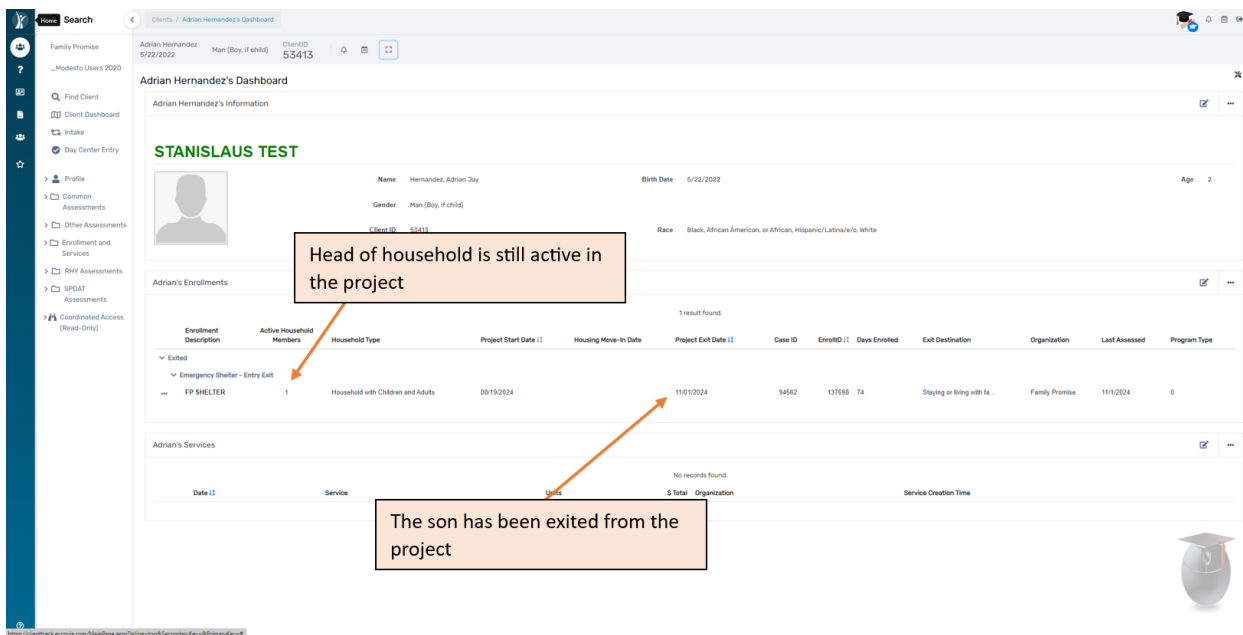 Home Search
Clients / Adrian Hernandez's Dashboard
Family Promise
_Modesto Users 2020
Find Client
Client Dashboard
Intake
Day Center Entry
Profile
Common
Assessments
Other Assessments
Enrollment and
Services
RHY Assessments
SPDAT
Assessments
Coordinated Access
(Read-Only)
Adrian Hernandez Man (Boy, if child) ClientID
5/22/2022 53413
Adrian Hernandez's Dashboard
Adrian Hernandez's Information
STANISLAUS TEST
Name: Hernandez, Adrian Jay Birth Date: 5/22/2022 Age: 2
Gender: Man (Boy, if child)
Client ID: 53413 Race: Black, African American, or African, Hispanic/Latina/e/o, White
Head of household is still active in
the project
Adrian's Enrollments
1 result found.
Enrollment Active Household
Description Members Household Type Project Start Date Housing Move-In Date Project Exit Date Case ID EnrollID Days Enrolled Exit Destination Organization Last Assessed Program Type
Exited
Emergency Shelter - Entry Exit
FP SHELTER 1 Household with Children and Adults 08/19/2024 11/01/2024 94562 137698 74 Staying or living with fa... Family Promise 11/1/2024 0
Adrian's Services
No records found.
Date Service Units $ Total Organization Service Creation Time
The son has been exited from the
project